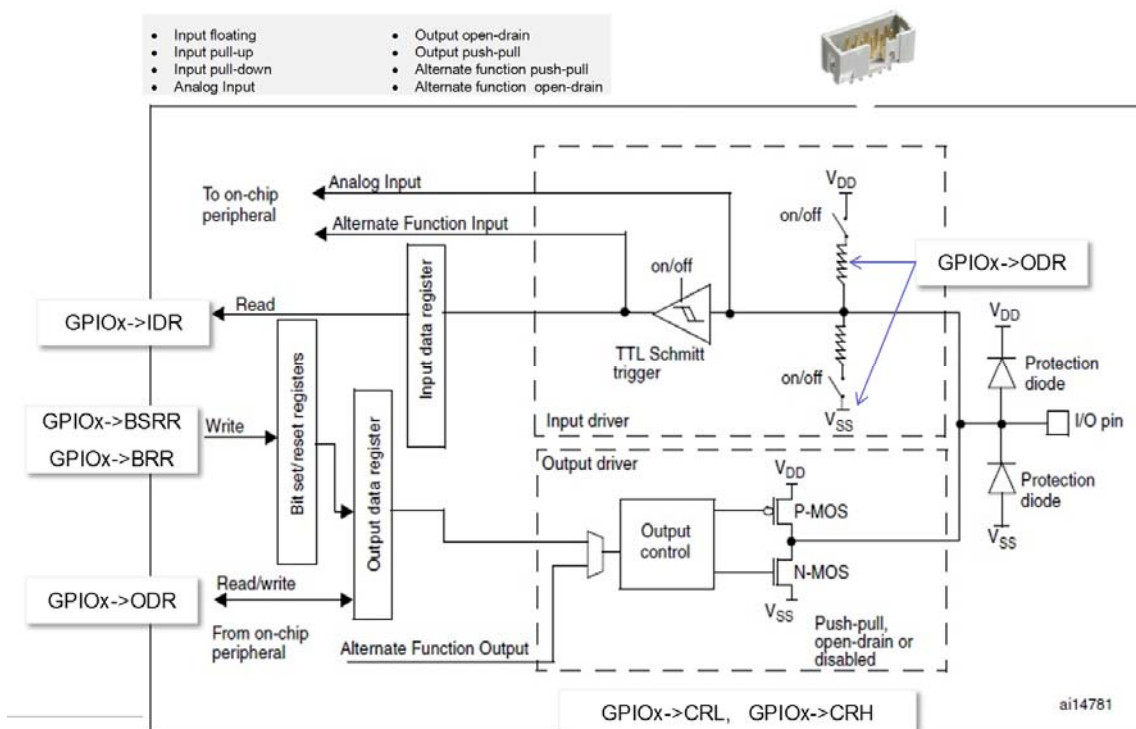 • Input floating
• Input pull-up
• Input pull-down
• Analog Input
• Output open-drain
• Output push-pull
• Alternate function push-pull
• Alternate function open-drain
To on-chip
peripheral
Analog Input
Alternate Function Input
on/off
VDD
on/off
GPIOx->ODR
GPIOx->IDR
Read
Input data register
TTL Schmitt
trigger
on/off
VSS
Input driver
VDD
Protection
diode
I/O pin
Protection
diode
VSS
GPIOx->BSRR
GPIOx->BRR
Write
Bit set/reset registers
Output data register
Output driver
VDD
P-MOS
Output
control
N-MOS
VSS
Push-pull,
open-drain or
disabled
GPIOx->ODR
Read/write
From on-chip
peripheral
Alternate Function Output
GPIOx->CRL, GPIOx->CRH
ai14781